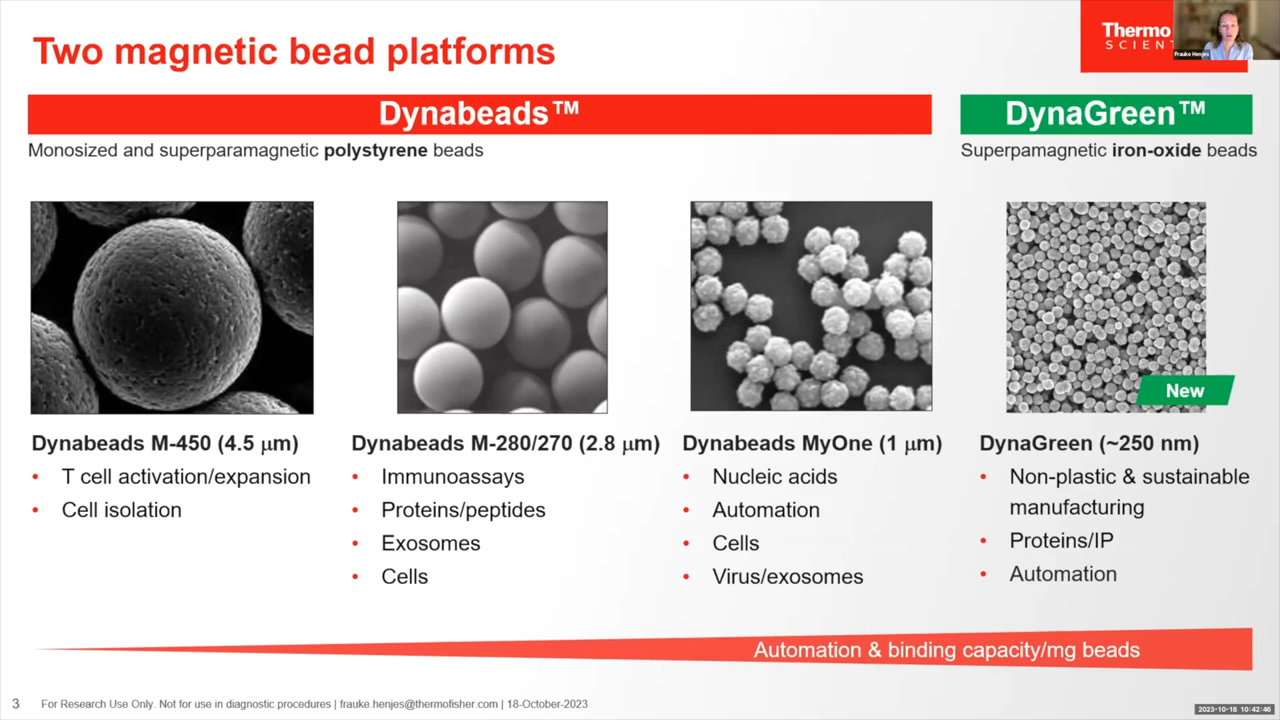 Two magnetic bead platforms
Thermo
SCIENT
Frauke Henjes
Dynabeads™
DynaGreen™
Monosized and superparamagnetic polystyrene beads
Superpamagnetic iron-oxide beads
New
Dynabeads M-450 (4.5 μm)
• T cell activation/expansion
• Cell isolation
Dynabeads M-280/270 (2.8 μm)
• Immunoassays
• Proteins/peptides
• Exosomes
• Cells
Dynabeads MyOne (1 μm)
• Nucleic acids
• Automation
• Cells
• Virus/exosomes
DynaGreen (~250 nm)
• Non-plastic & sustainable
manufacturing
• Proteins/IP
• Automation
Automation & binding capacity/mg beads
3 For Research Use Only. Not for use in diagnostic procedures | frauke.henjes@thermofisher.com | 18-October-2023
2023-10-18 10:42:46